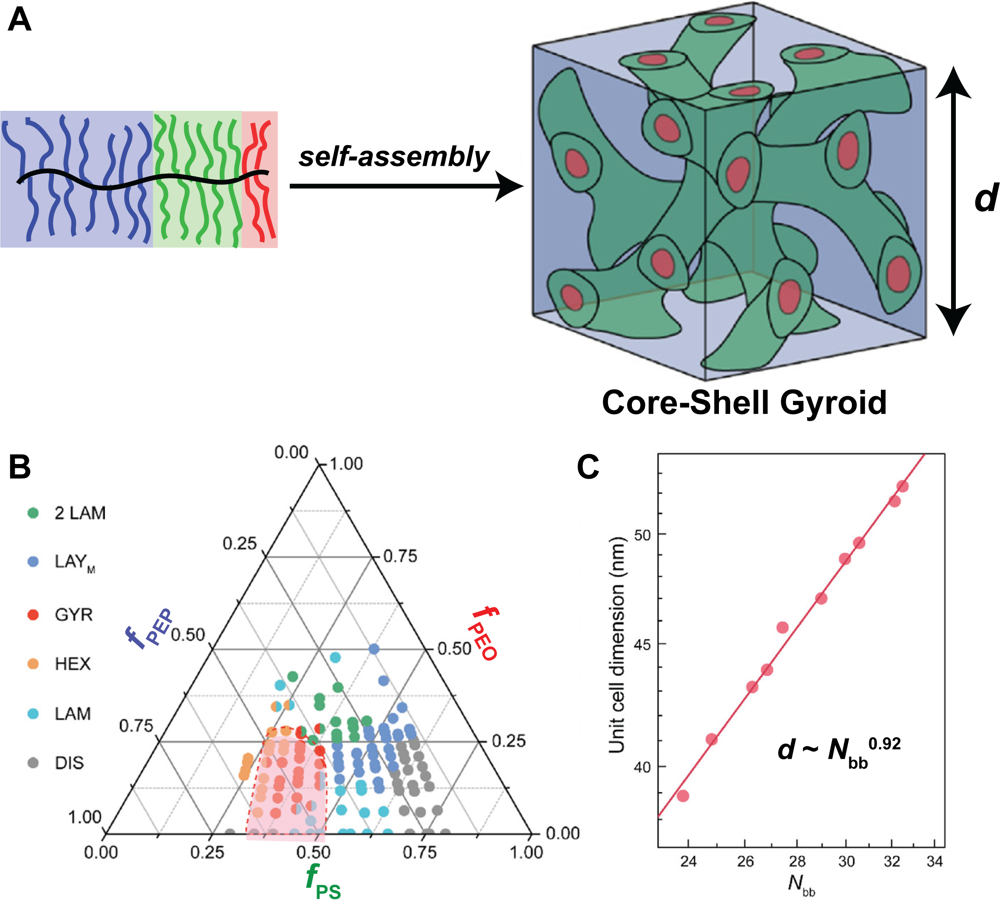 A
self-assembly
d
Core-Shell Gyroid
B
2 LAM
LAY_M
GYR
HEX
LAM
DIS
0.00
0.25
0.50
0.75
1.00
f_PEP
1.00
0.75
0.50
0.25
0.00
f_PEO
0.00
0.25
0.50
0.75
1.00
f_PS
C
Unit cell dimension (nm)
50
45
40
d ~ N_bb^0.92
24
26
28
30
32
34
N_bb